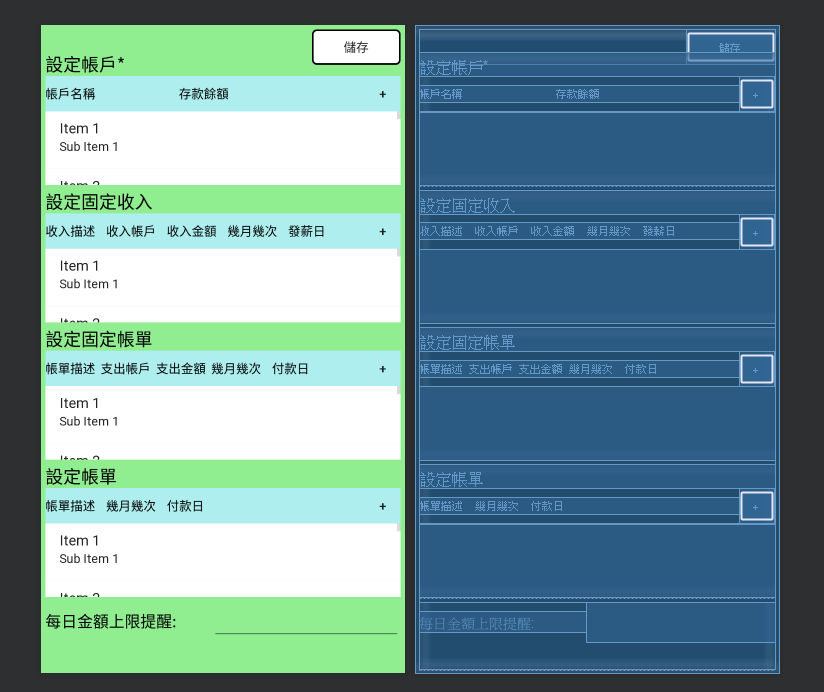 儲存
設定帳戶*
帳戶名稱 存款餘額 +
Item 1
Sub Item 1
Item 2
設定固定收入
收入描述 收入帳戶 收入金額 幾月幾次 發薪日 +
Item 1
Sub Item 1
Item 2
設定固定帳單
帳單描述 支出帳戶 支出金額 幾月幾次 付款日 +
Item 1
Sub Item 1
Item 2
設定帳單
帳單描述 幾月幾次 付款日 +
Item 1
Sub Item 1
Item 2
每日金額上限提醒:
儲存
設定帳戶*
帳戶名稱 存款餘額 +
設定固定收入
收入描述 收入帳戶 收入金額 幾月幾次 發薪日 +
設定固定帳單
帳單描述 支出帳戶 支出金額 幾月幾次 付款日 +
設定帳單
帳單描述 幾月幾次 付款日 +
每日金額上限提醒: